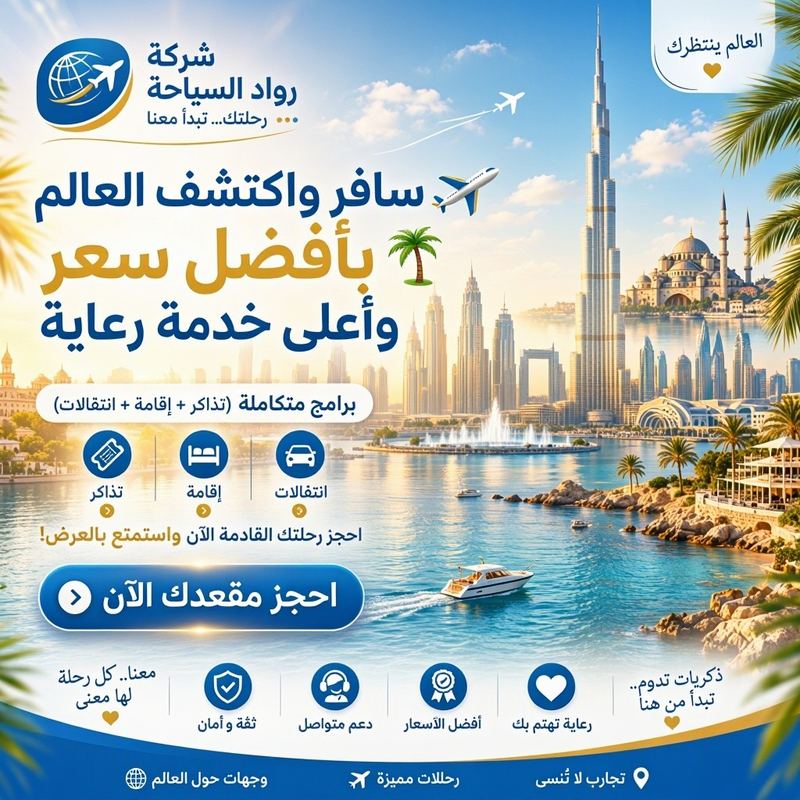 شركة
رواد السياحة
رحلتك... تبدأ معنا
العالم ينتظرك
سافر واكتشف العالم
بأفضل سعر
وأعلى خدمة رعاية
برامج متكاملة (تذاكر + إقامة + انتقالات)
انتقالات
إقامة
تذاكر
احجز رحلتك القادمة الآن واستمتع بالعرض!
احجز مقعدك الآن
ذكريات تدوم..
تبدأ من هنا
رعاية تهتم بك
أفضل الأسعار
دعم متواصل
ثقة و أمان
معنا.. كل رحلة
لها معنى
تجارب لا تُنسى
رحللات مميزة
وجهات حول العالم